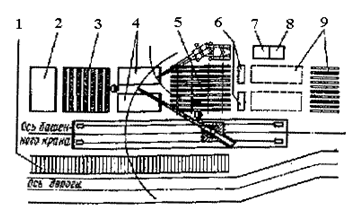 1 2 3 4 5 6 7 8 9
Ось башен-
ного крана
Ось дороги